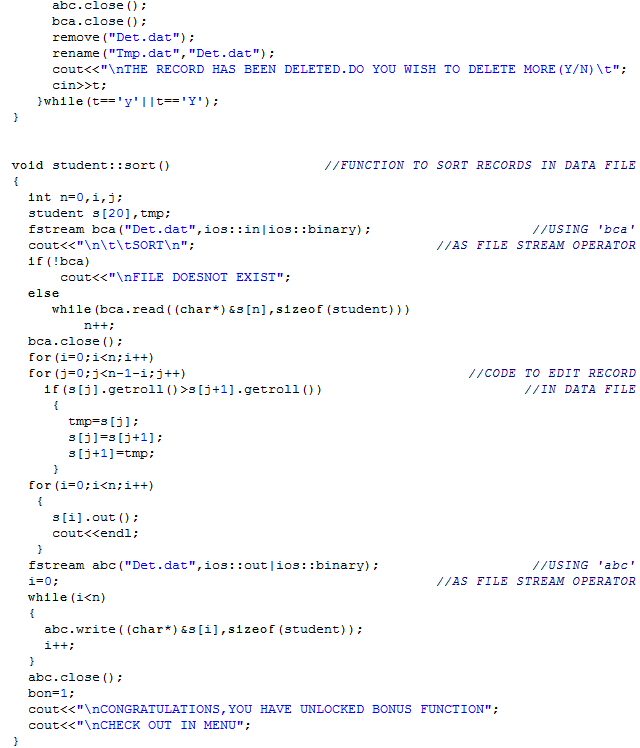 abc.close();
bca.close();
remove("Det.dat");
rename("Tmp.dat","Det.dat");
cout<<"\nTHE RECORD HAS BEEN DELETED.DO YOU WISH TO DELETE MORE(Y/N)\t";
cin>>t;
}while(t=='y'||t=='Y');
}
void student::sort() //FUNCTION TO SORT RECORDS IN DATA FILE
{
int n=0,i,j;
student s[20],tmp;
fstream bca("Det.dat",ios::in|ios::binary); //USING 'bca'
cout<<"\n\t\tSORT\n"; //AS FILE STREAM OPERATOR
if(!bca)
cout<<"\nFILE DOESNOT EXIST";
else
while(bca.read((char*)&s[n],sizeof(student)))
n++;
bca.close();
for(i=0;i<n;i++)
for(j=0;j<n-1-i;j++) //CODE TO EDIT RECORD
if(s[j].getroll()>s[j+1].getroll()) //IN DATA FILE
{
tmp=s[j];
s[j]=s[j+1];
s[j+1]=tmp;
}
for(i=0;i<n;i++)
{
s[i].out();
cout<<endl;
}
fstream abc("Det.dat",ios::out|ios::binary); //USING 'abc'
i=0; //AS FILE STREAM OPERATOR
while(i<n)
{
abc.write((char*)&s[i],sizeof(student));
i++;
}
abc.close();
bon=1;
cout<<"\nCONGRATULATIONS,YOU HAVE UNLOCKED BONUS FUNCTION";
cout<<"\nCHECK OUT IN MENU";
}